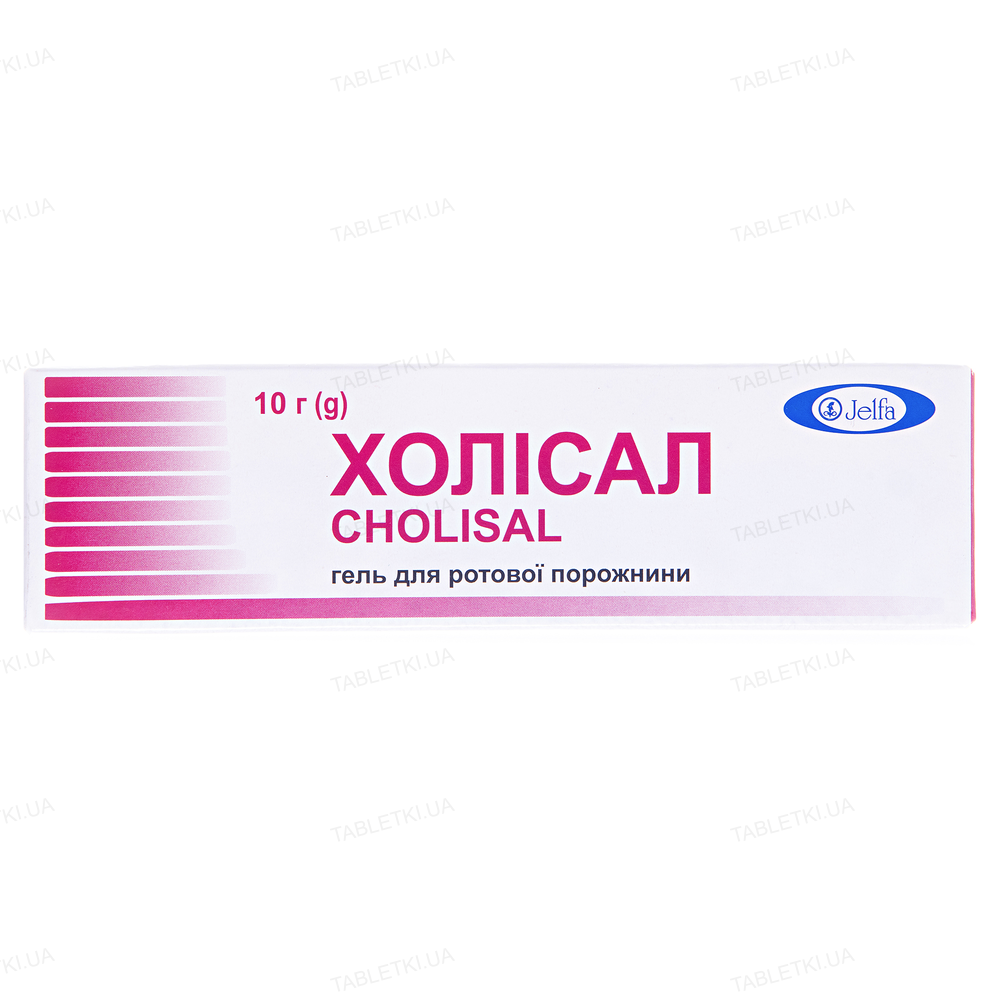 10 г (g)
Jelfa
ХОЛІСАЛ
CHOLISAL
гель для ротової порожнини
TABLETKI.UA